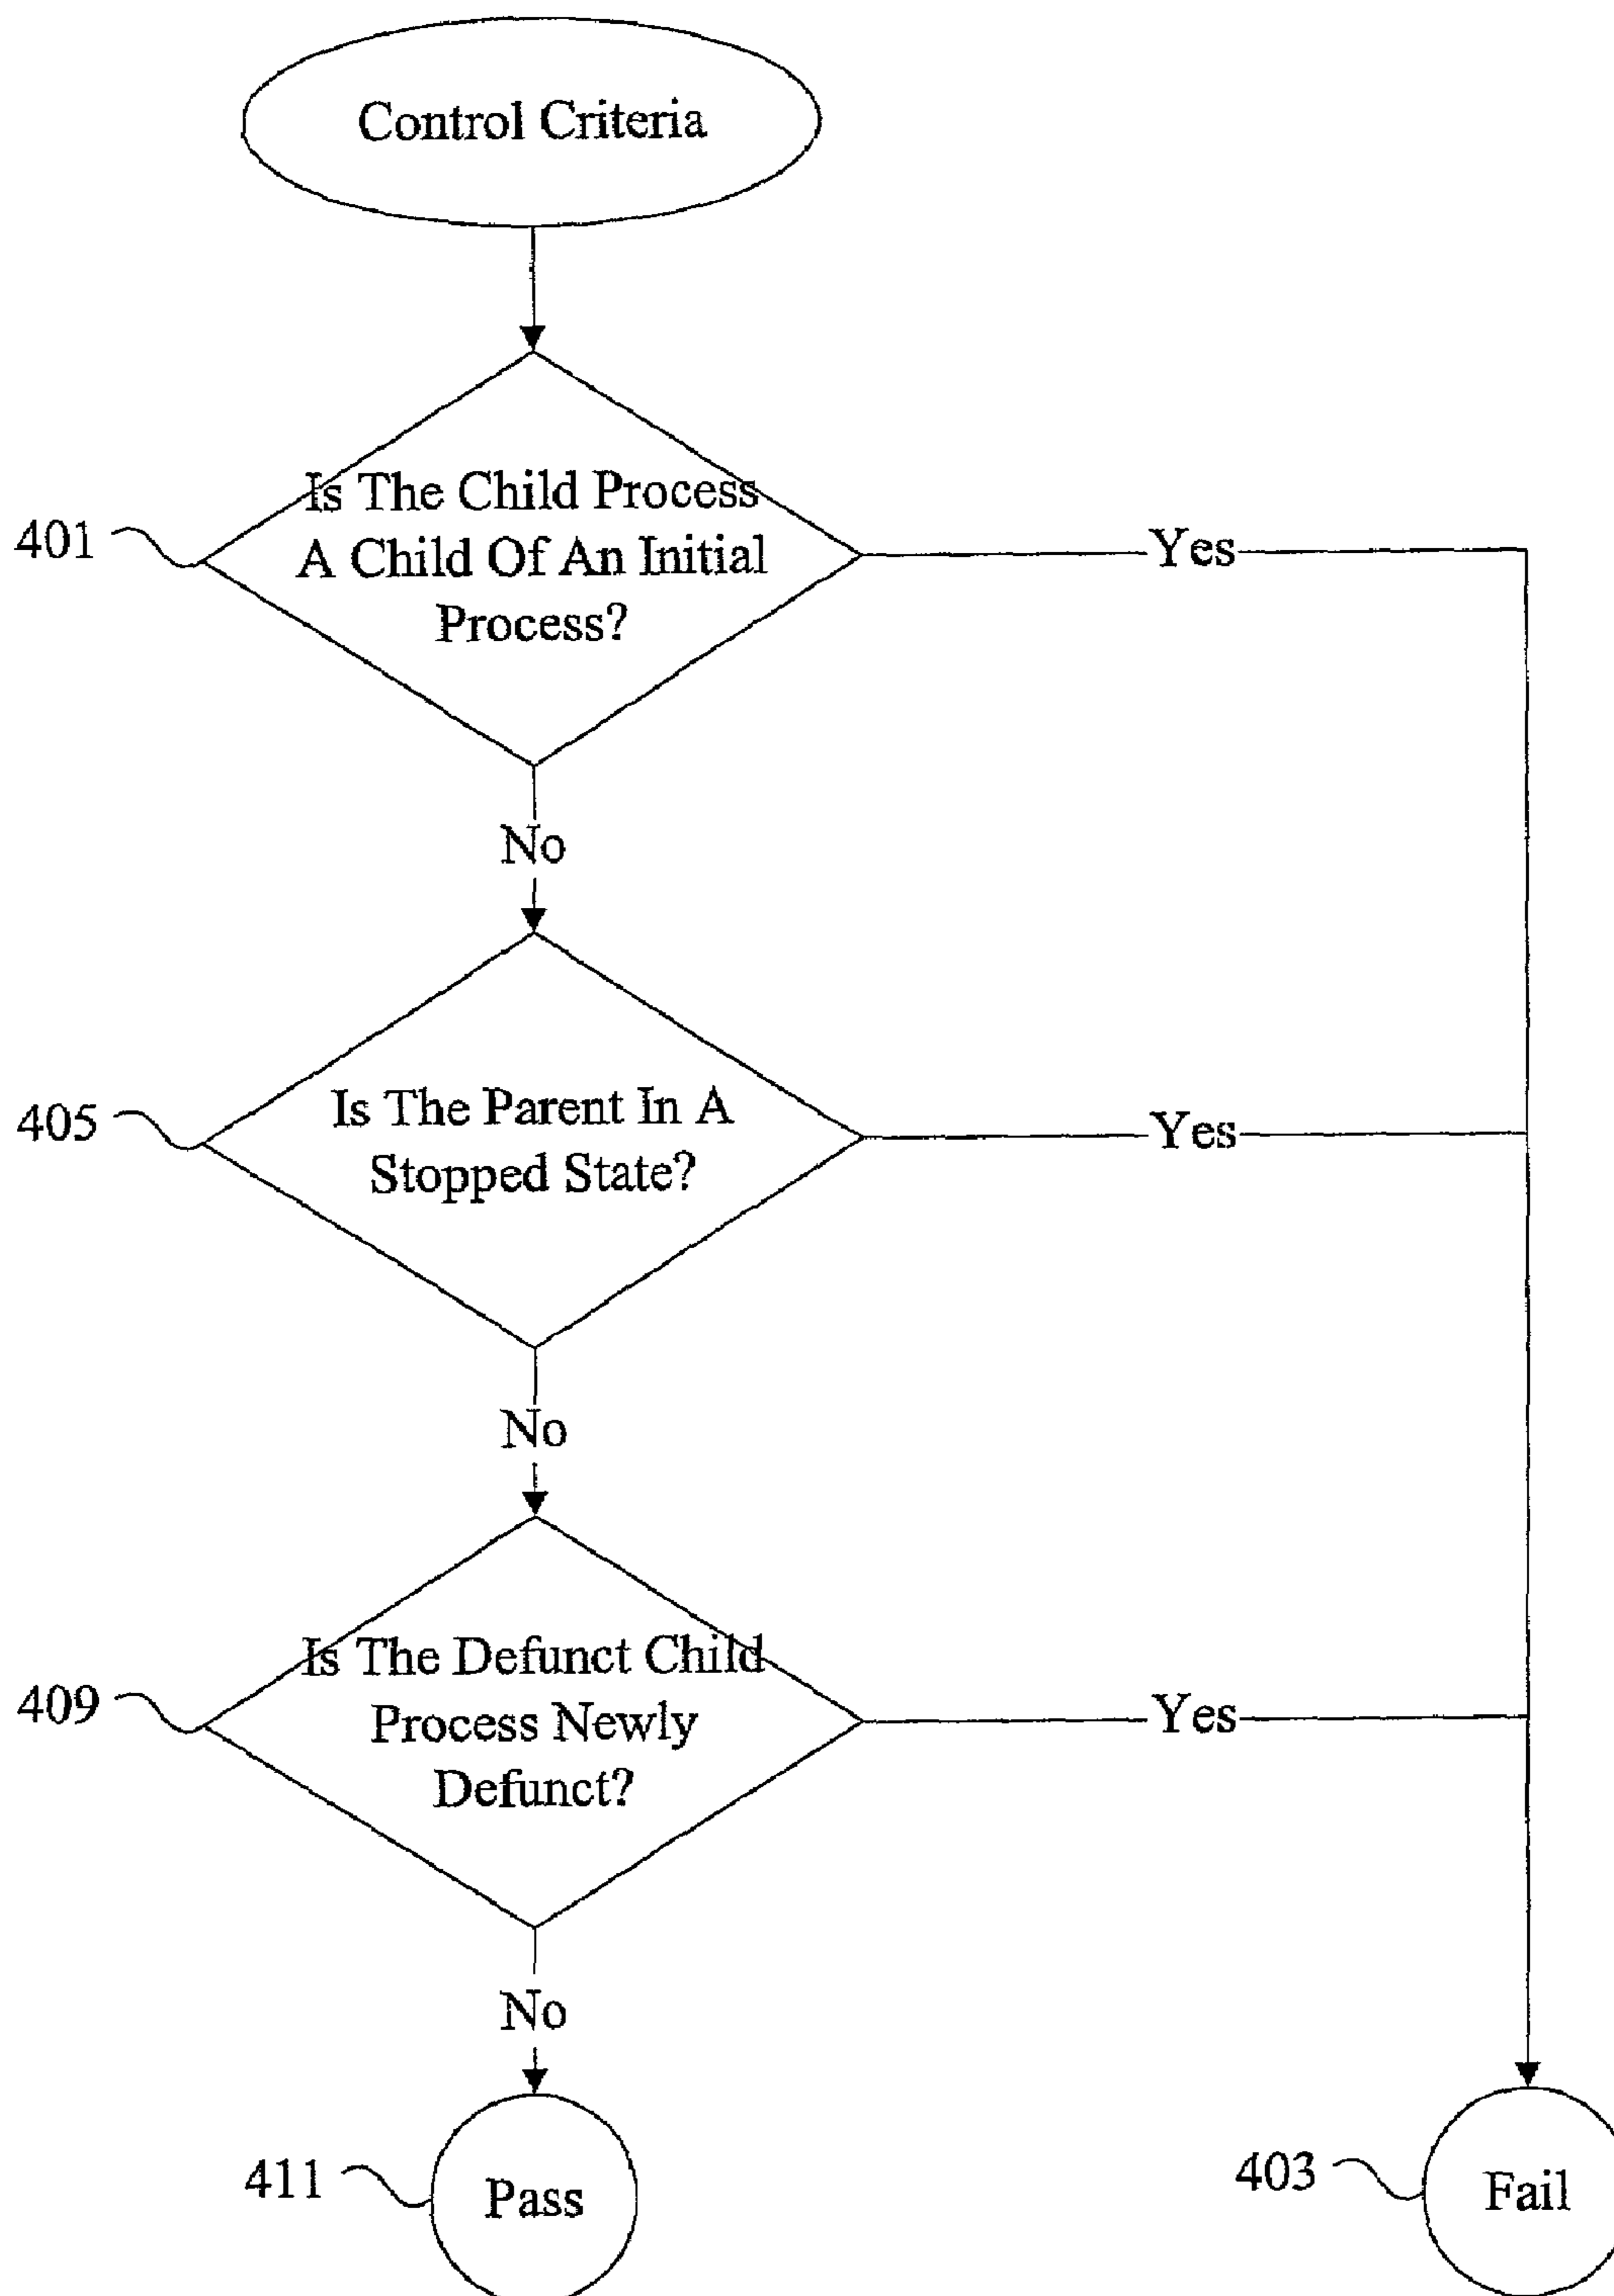 Control Criteria
Is The Child Process
A Child Of An Initial
Process?
401
Yes
No
Is The Parent In A
Stopped State?
405
Yes
No
Is The Defunct Child
Process Newly
Defunct?
409
Yes
No
411
Pass
403
Fail